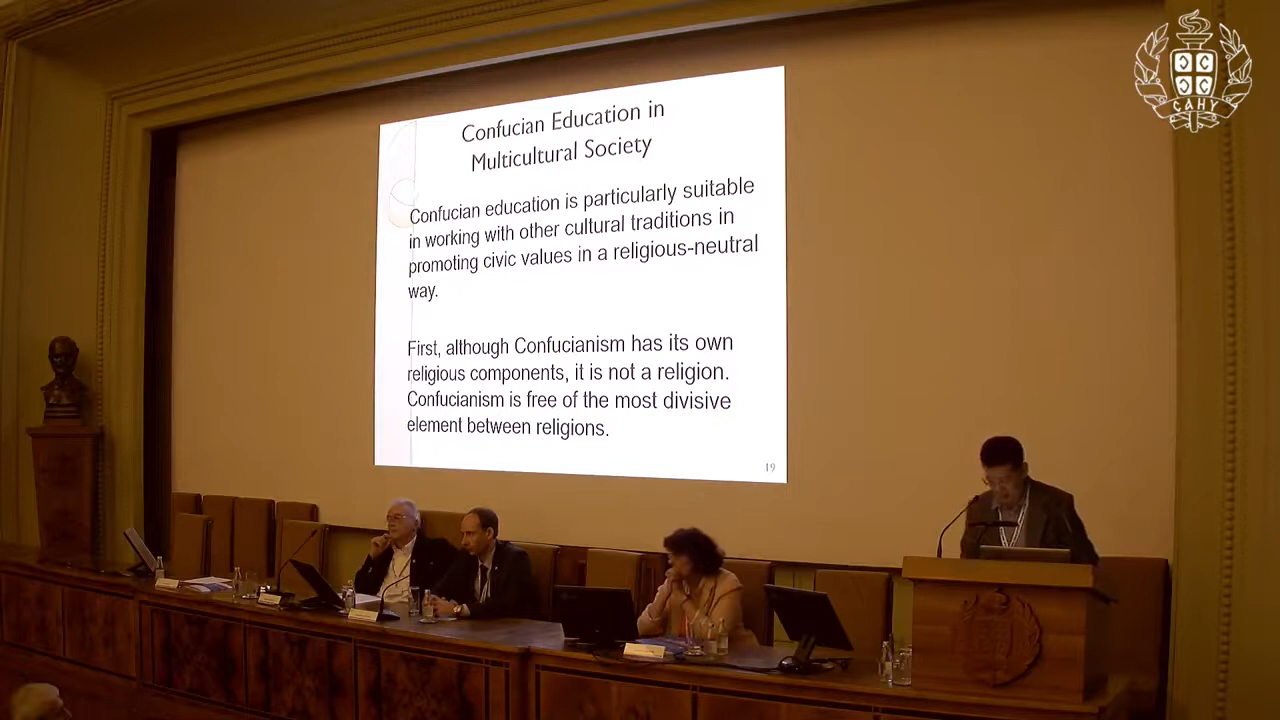 Confucian Education in
Multicultural Society
Confucian education is particularly suitable
in working with other cultural traditions in
promoting civic values in a religious-neutral
way.
First, although Confucianism has its own
religious components, it is not a religion.
Confucianism is free of the most divisive
element between religions.
19
САНУ